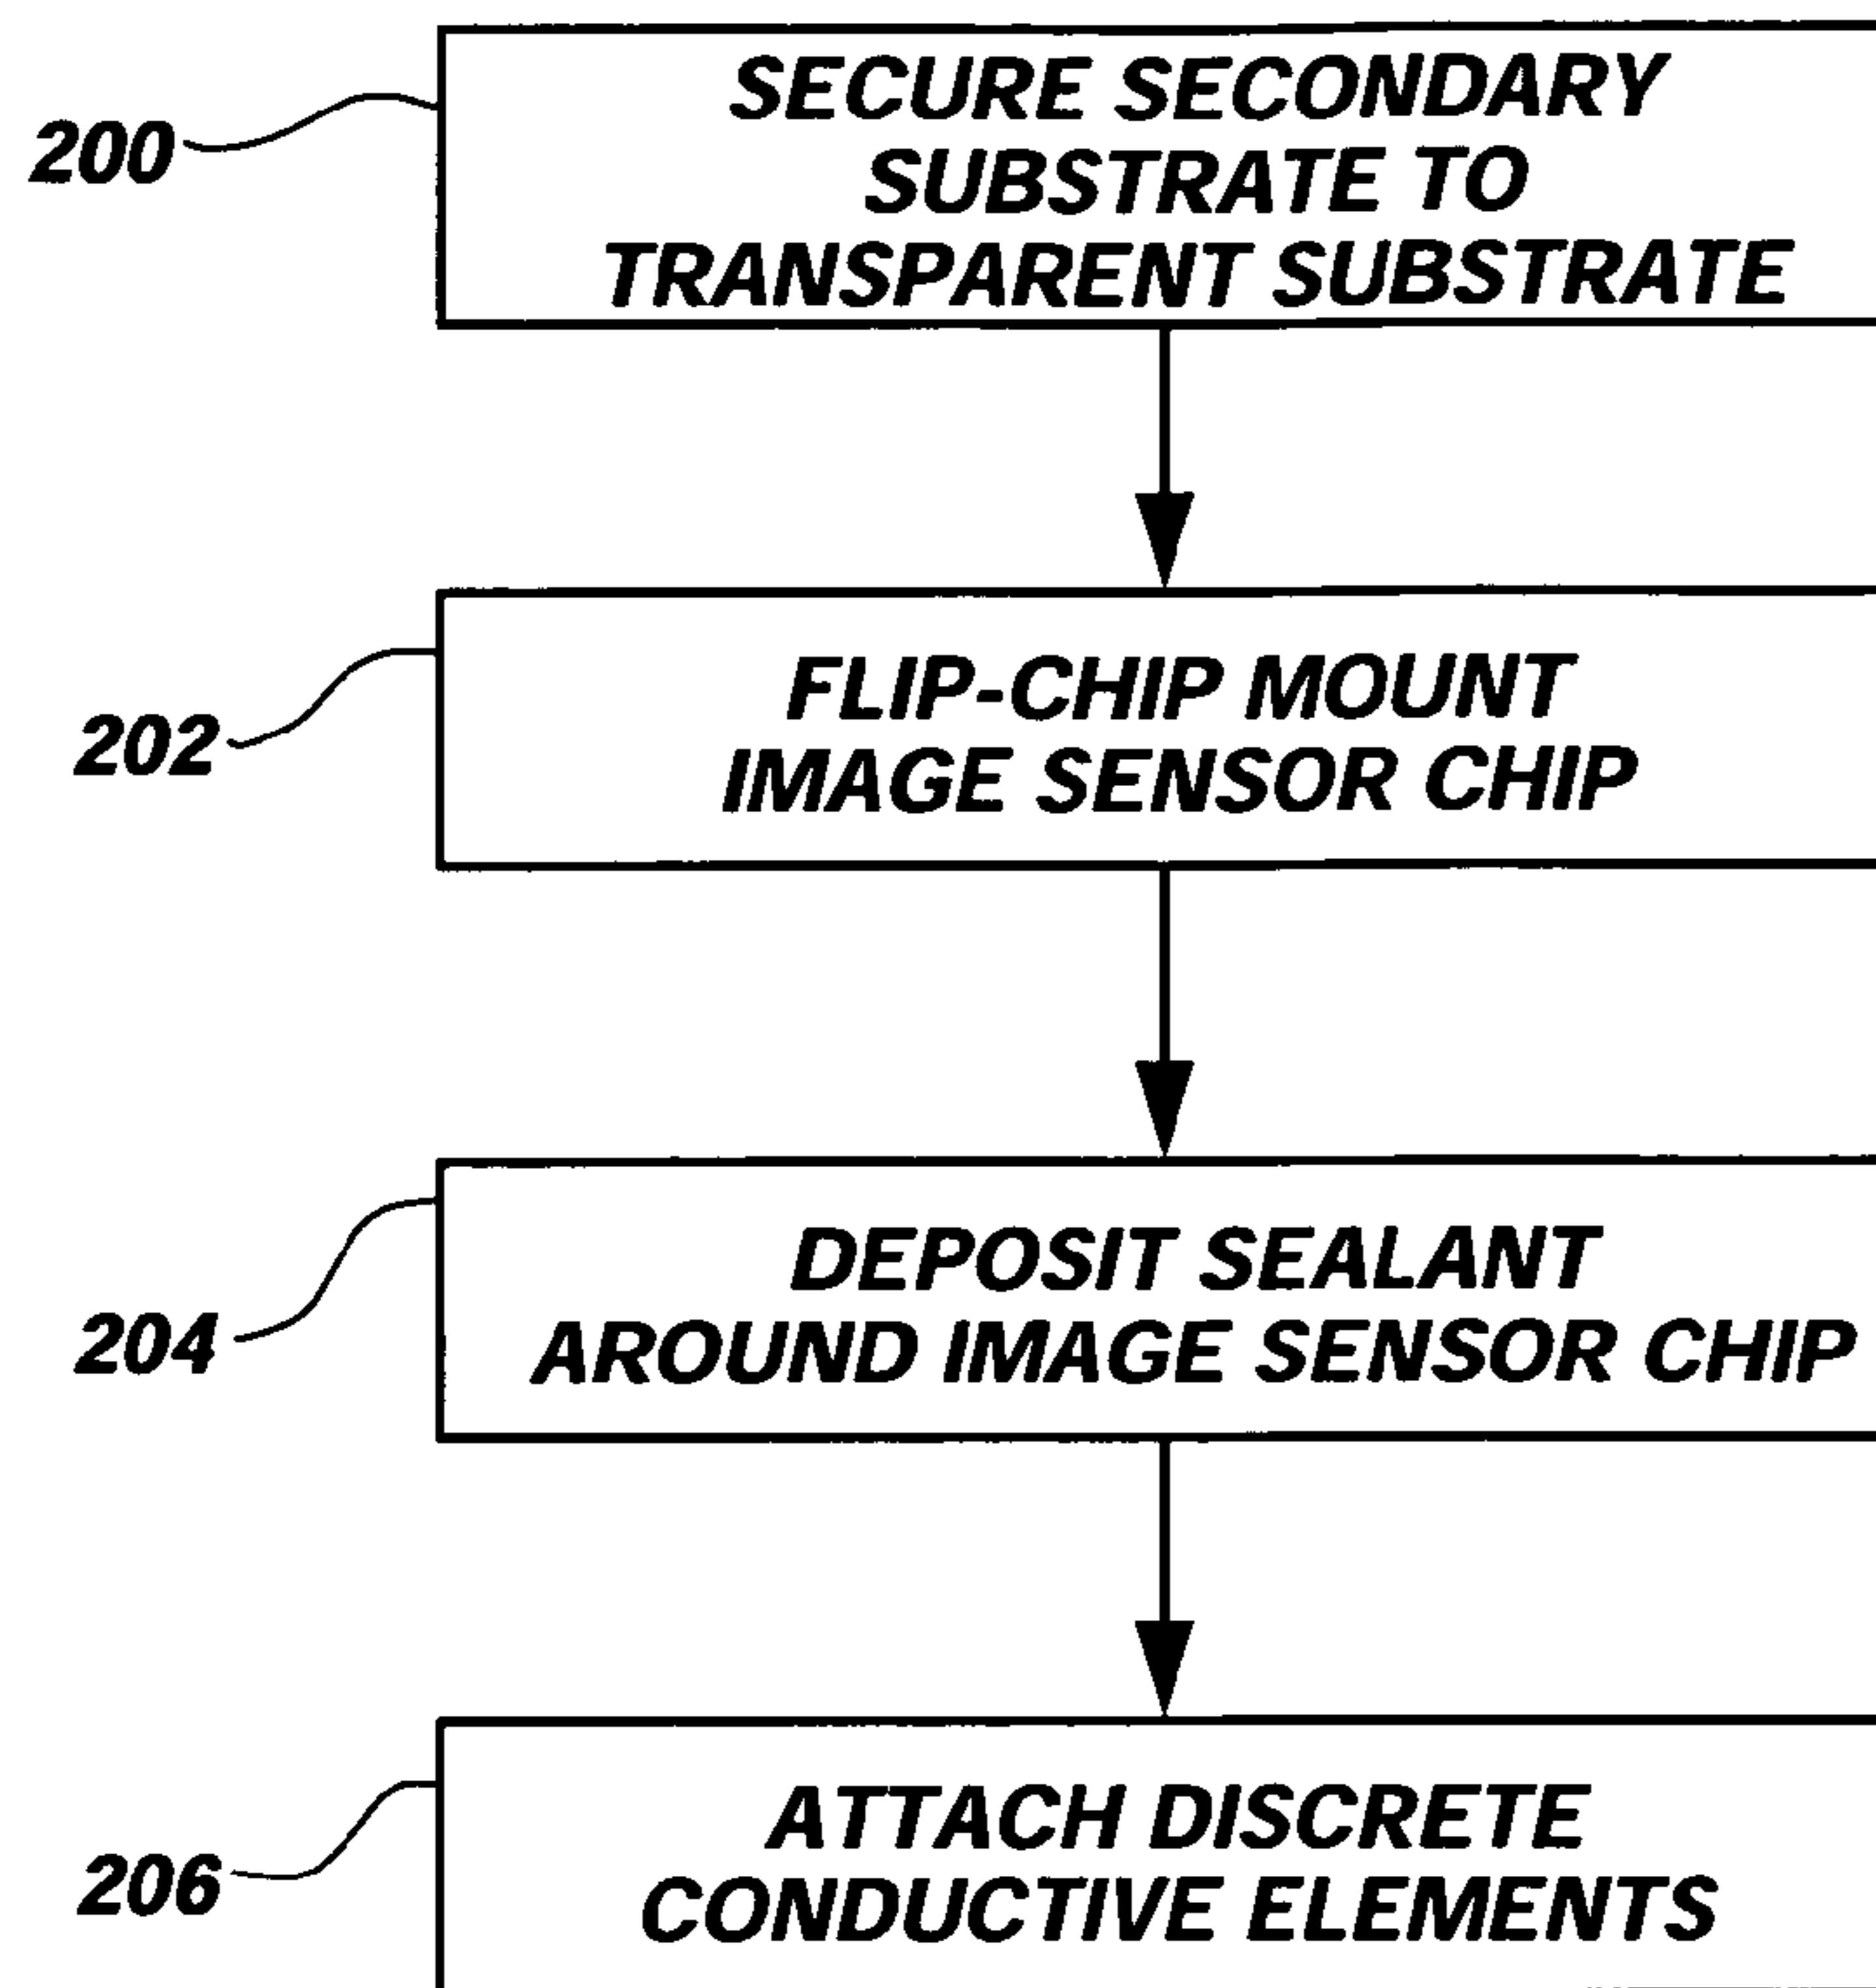 200
SECURE SECONDARY
SUBSTRATE TO
TRANSPARENT SUBSTRATE
202
FLIP-CHIP MOUNT
IMAGE SENSOR CHIP
204
DEPOSIT SEALANT
AROUND IMAGE SENSOR CHIP
206
ATTACH DISCRETE
CONDUCTIVE ELEMENTS